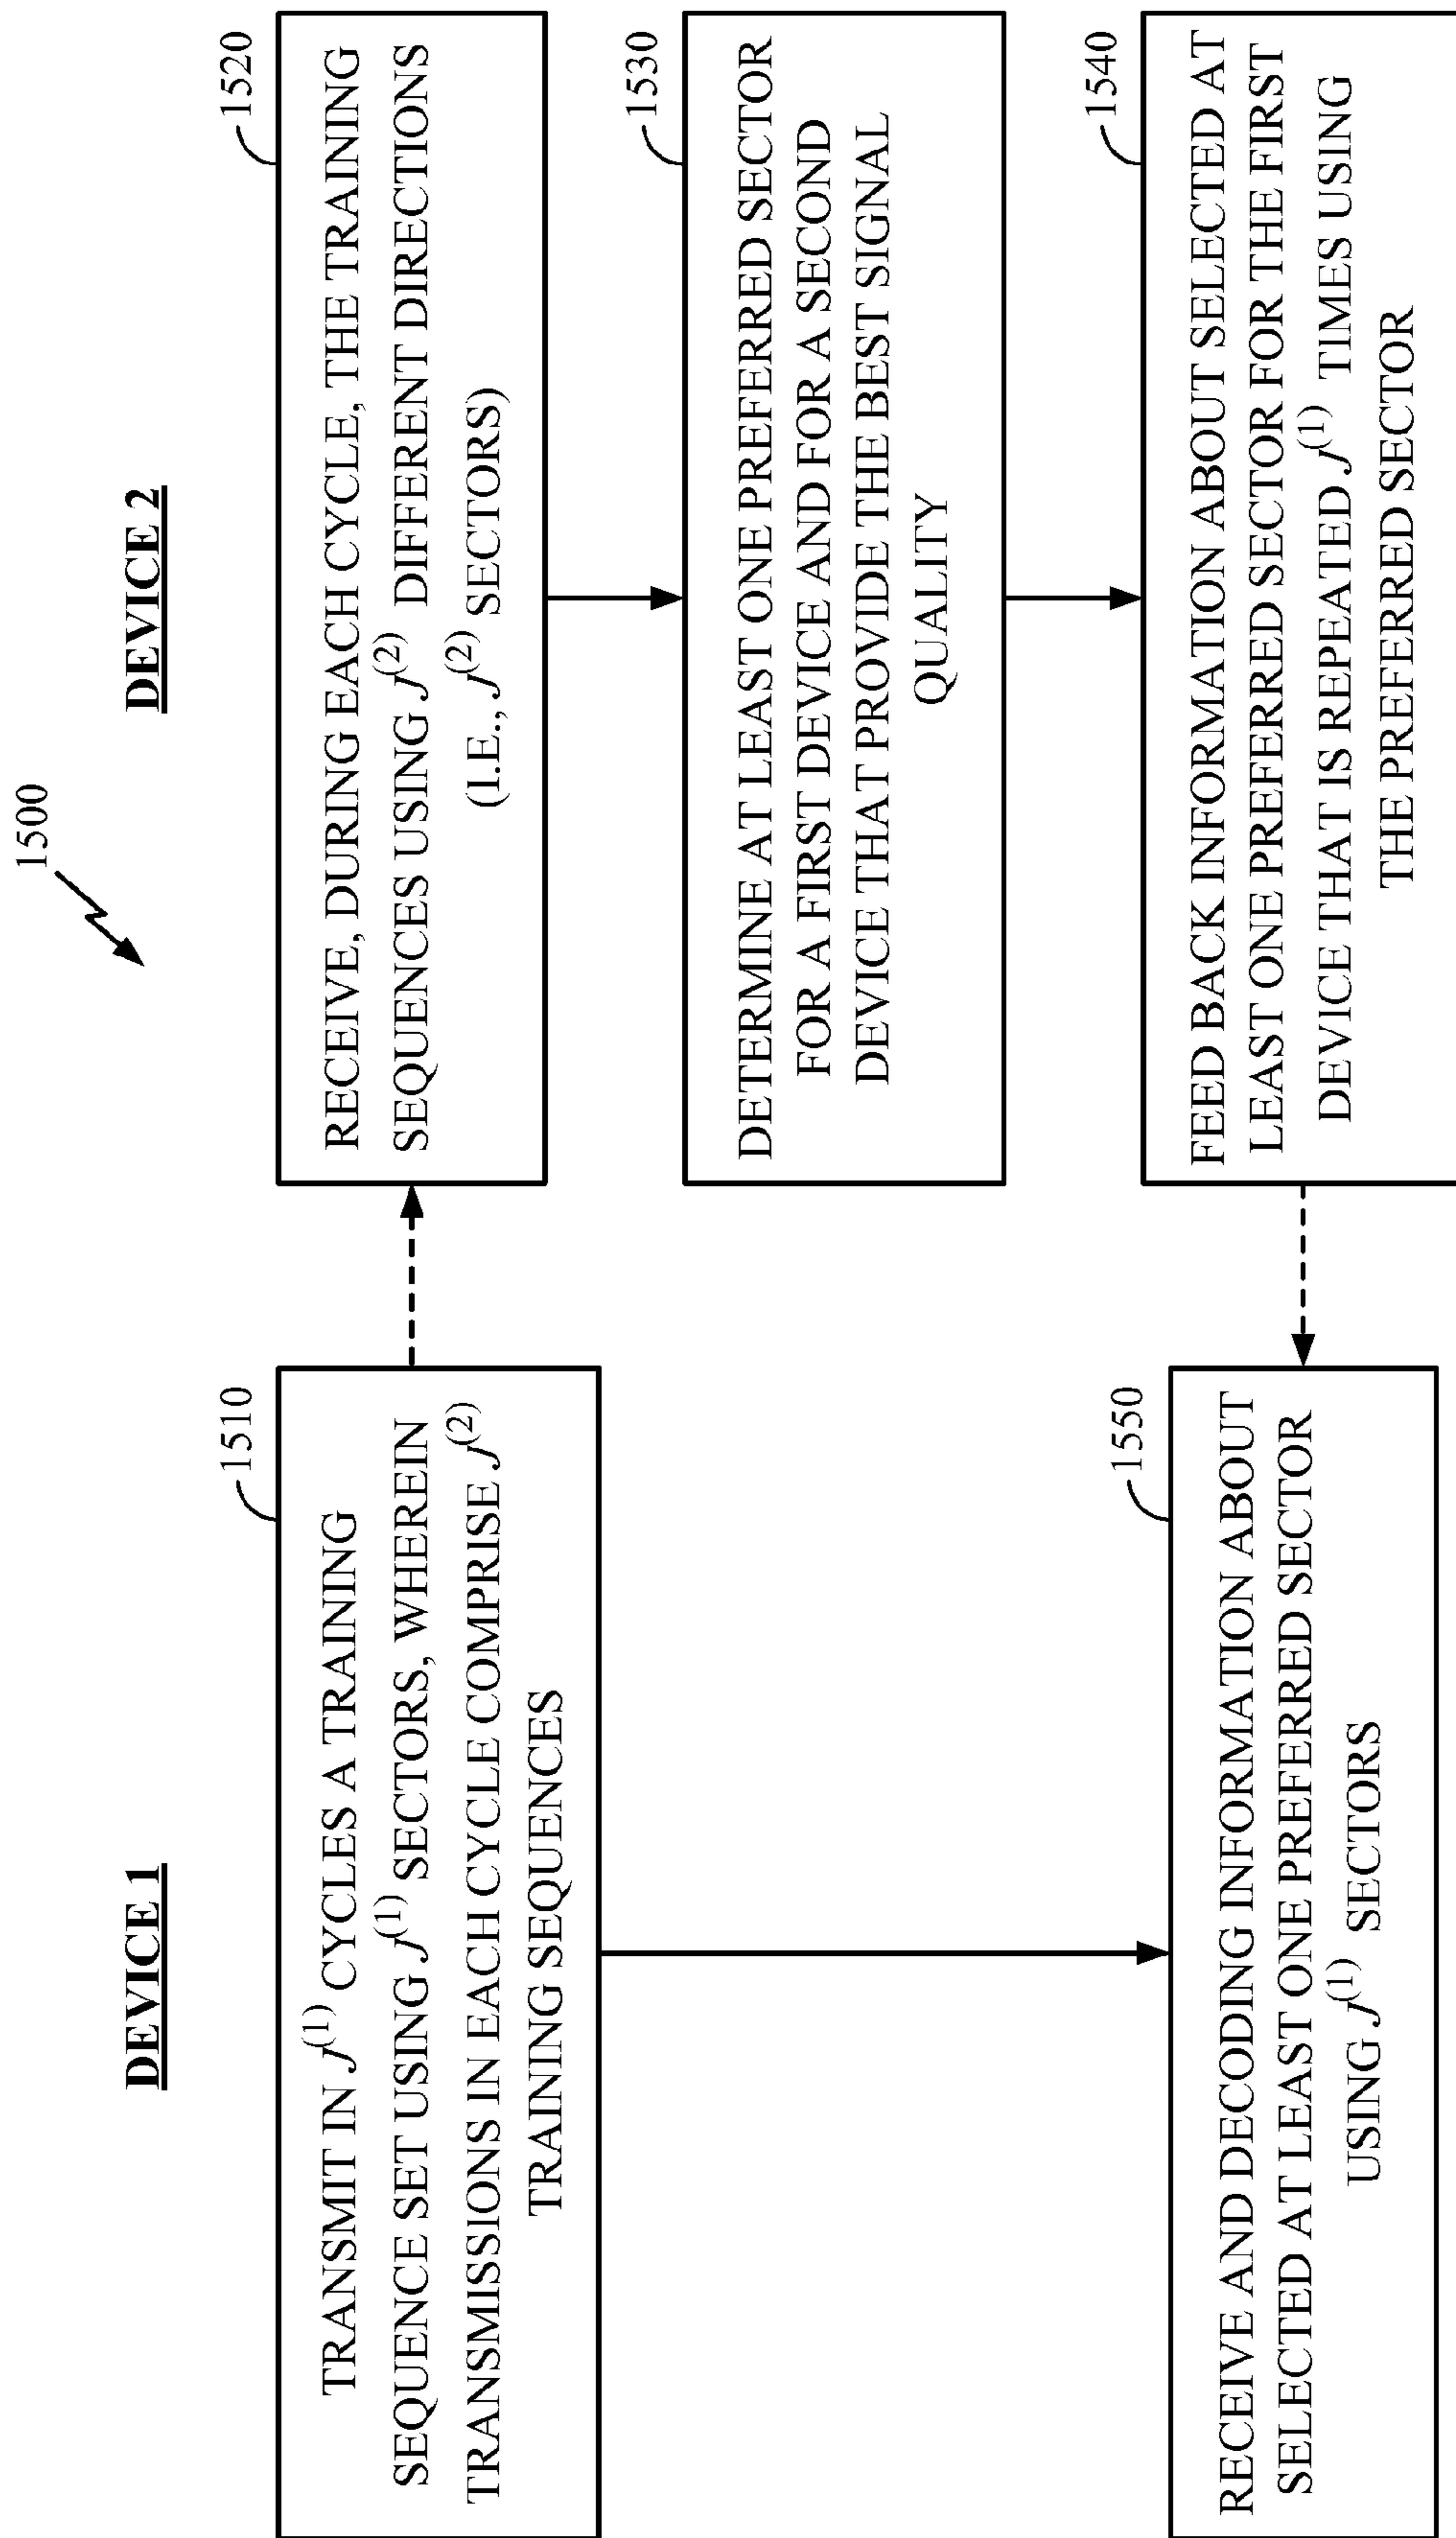 1500
DEVICE 1
1510
TRANSMIT IN J(1) CYCLES A TRAINING
SEQUENCE SET USING J(1) SECTORS, WHEREIN
TRANSMISSIONS IN EACH CYCLE COMPRISE J(2)
TRAINING SEQUENCES
1550
RECEIVE AND DECODING INFORMATION ABOUT
SELECTED AT LEAST ONE PREFERRED SECTOR
USING J(1) SECTORS
DEVICE 2
1520
RECEIVE, DURING EACH CYCLE, THE TRAINING
SEQUENCES USING J(2) DIFFERENT DIRECTIONS
(I.E., J(2) SECTORS)
1530
DETERMINE AT LEAST ONE PREFERRED SECTOR
FOR A FIRST DEVICE AND FOR A SECOND
DEVICE THAT PROVIDE THE BEST SIGNAL
QUALITY
1540
FEED BACK INFORMATION ABOUT SELECTED AT
LEAST ONE PREFERRED SECTOR FOR THE FIRST
DEVICE THAT IS REPEATED J(1) TIMES USING
THE PREFERRED SECTOR